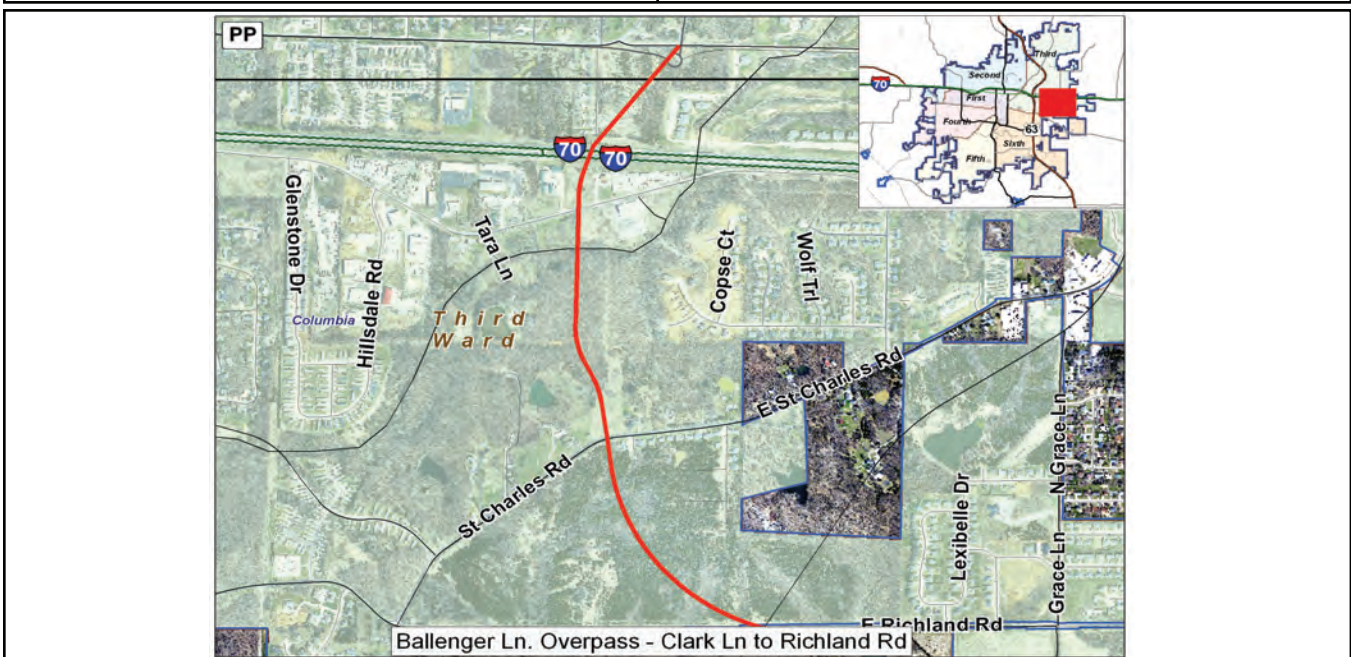 PP
Third
Second
70
First
Fourth
63
Sixth
Fifth
70
70
Glenstone Dr
Tara Ln
Hillsdale Rd
Columbia
Third
Ward
Copse Ct
Wolf Trl
E St Charles Rd
St Charles Rd
N Grace Ln
Grace Ln
Lexibelle Dr
E Richland Rd
Ballenger Ln. Overpass - Clark Ln to Richland Rd